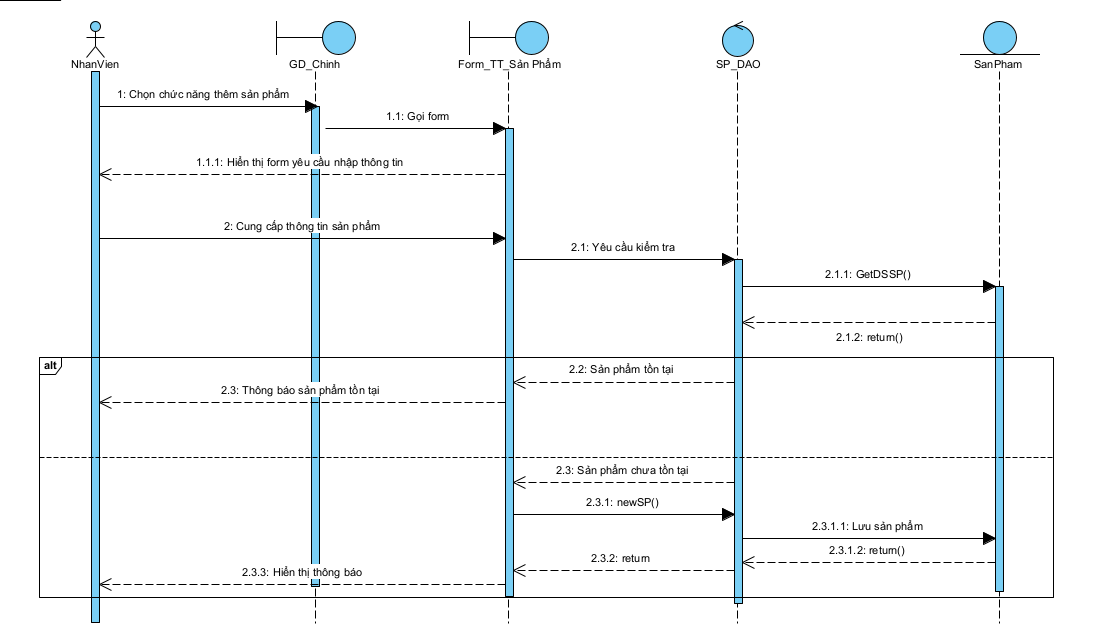 NhanVien
GD_Chinh
Form_TT_Sản Phẩm
SP_DAO
SanPham
1: Chọn chức năng thêm sản phẩm
1.1: Gọi form
1.1.1: Hiển thị form yêu cầu nhập thông tin
2: Cung cấp thông tin sản phẩm
2.1: Yêu cầu kiểm tra
2.1.1: GetDSSP()
2.1.2: return()
alt
2.2: Sản phẩm tồn tại
2.3: Thông báo sản phẩm tồn tại
2.3: Sản phẩm chưa tồn tại
2.3.1: newSP()
2.3.1.1: Lưu sản phẩm
2.3.1.2: return()
2.3.2: return
2.3.3: Hiển thị thông báo